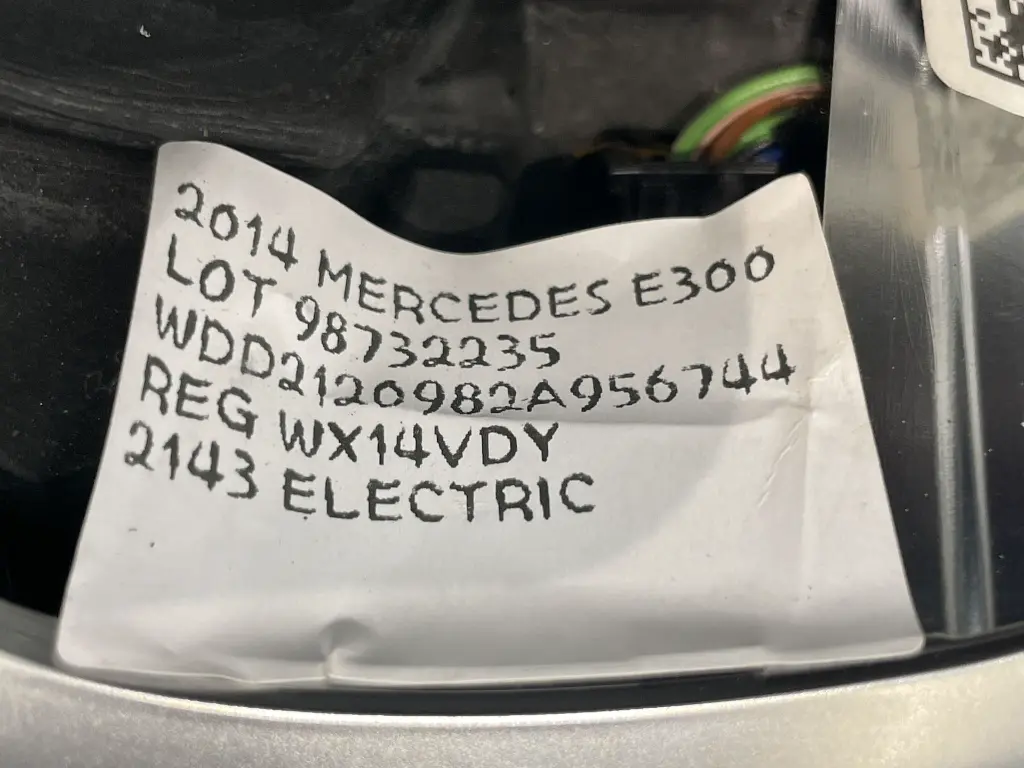 2014 MERCEDES E300
LOT 98732235
WDD2120982A956744
REG WX14VDY
2143 ELECTRIC